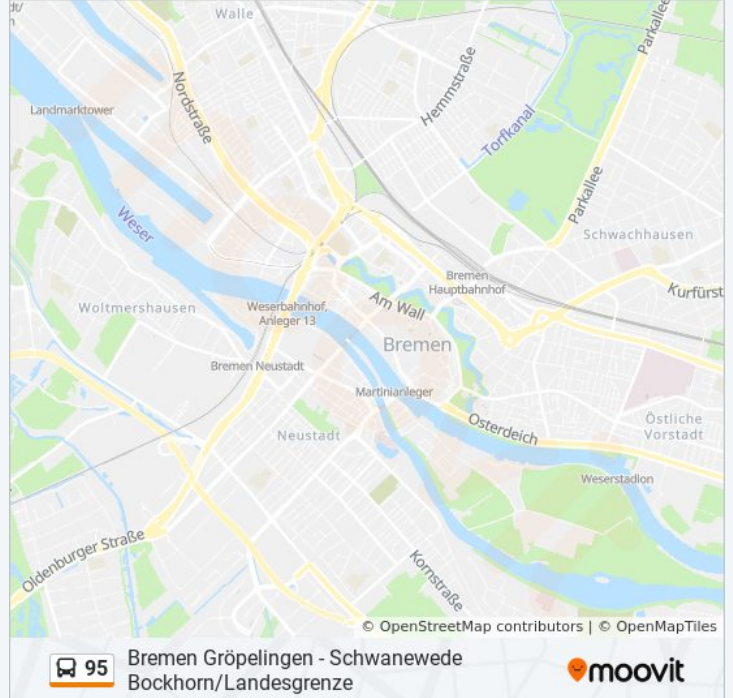 Walle
Parkallee
Hemmstraße
Nordstraße
Landmarktower
Torfkanal
Parkallee
Weser
Schwachhausen
Bremen
Hauptbahnhof
Kurfürst
Woltmershausen
Weserbahnhof,
Anleger 13
Am Wall
Bremen
Bremen Neustadt
Martinianleger
Neustadt
Osterdeich
Östliche
Vorstadt
Weserstadion
Oldenburger Straße
Kornstraße
© OpenStreetMap contributors | © OpenMapTiles
95
Bremen Gröpelingen - Schwanewede
Bockhorn/Landesgrenze
moovit